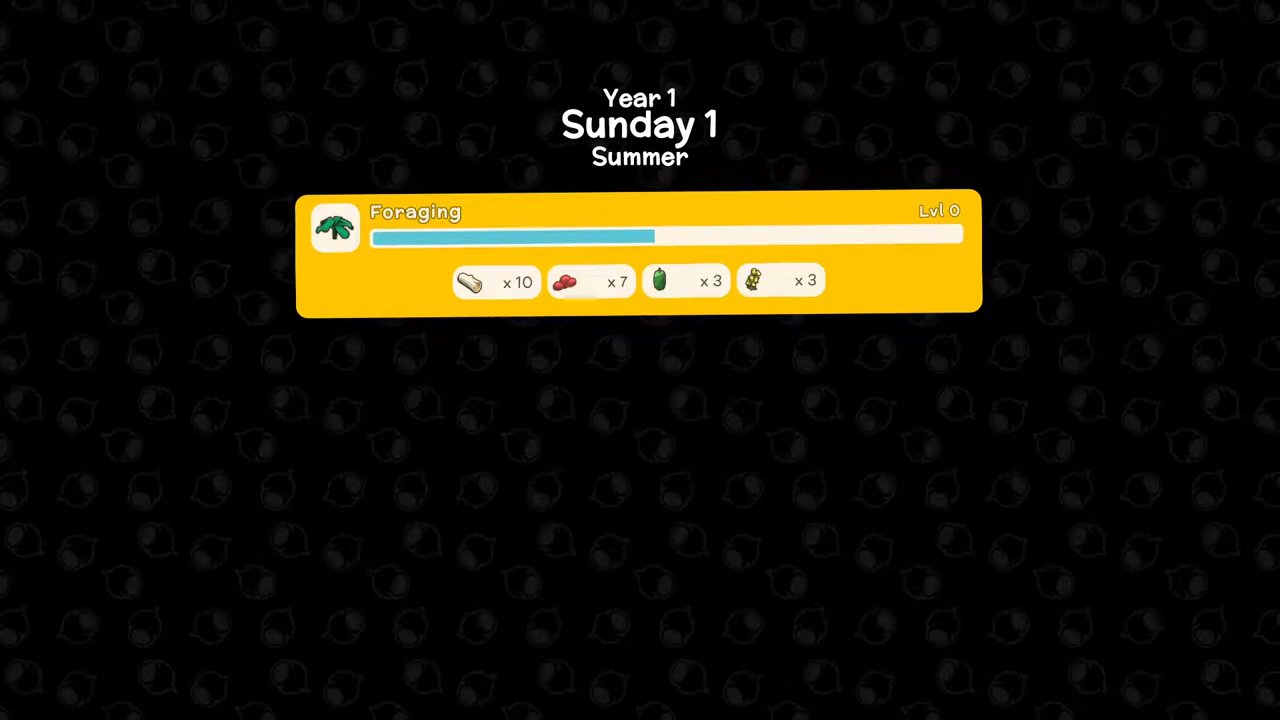 Year 1
Sunday 1
Summer
Foraging Lvl 0
x 10 x 7 x 3 x 3